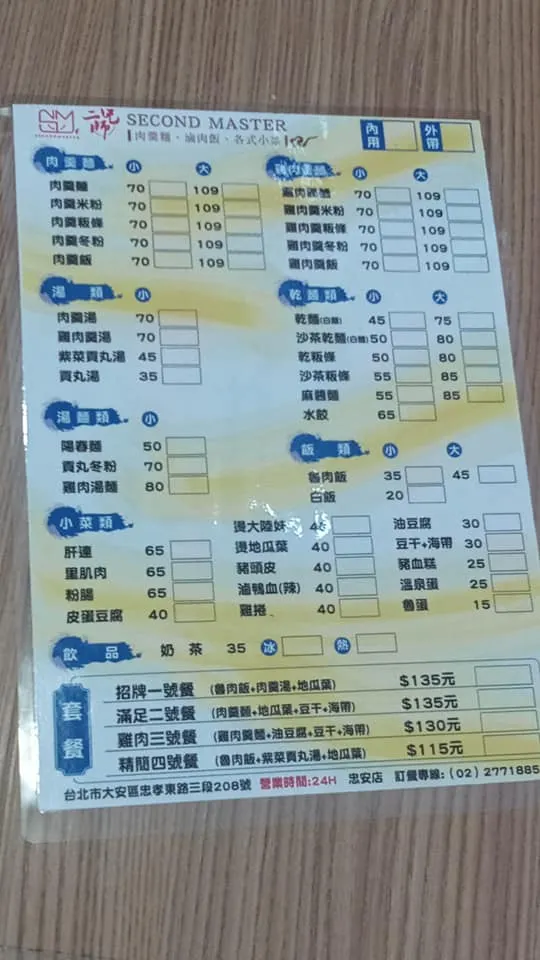 二師兄 SECOND MASTER
肉羹麵、滷肉飯、各式小菜
內用 外帶
肉羹麵 小 大
肉羹麵 70 109
肉羹米粉 70 109
肉羹粄條 70 109
肉羹冬粉 70 109
肉羹飯 70 109
雞肉羹麵 小 大
70 109
雞肉羹米粉 70 109
雞肉羹粄條 70 109
雞肉羹冬粉 70 109
雞肉羹飯 70 109
湯類 小
肉羹湯 70
雞肉羹湯 70
紫菜貢丸湯 45
貢丸湯 35
乾麵類 小 大
乾麵(白麵) 45 75
沙茶乾麵(白麵) 50 80
乾粄條 50 80
沙茶粄條 55 85
麻醬麵 55 85
水餃 65
湯麵類 小
陽春麵 50
貢丸冬粉 70
雞肉湯麵 80
飯類 小 大
魯肉飯 35 45
白飯 20
小菜類
肝連 65
里肌肉 65
粉腸 65
皮蛋豆腐 40
燙大陸妹 45
燙地瓜葉 40
豬頭皮 40
滷鴨血(辣) 40
雞捲 40
油豆腐 30
豆干+海帶 30
豬血糕 25
溫泉蛋 25
魯蛋 15
飲品 奶茶 35 冰 熱
套餐
招牌一號餐 (魯肉飯+肉羹湯+地瓜葉) $135元
滿足二號餐 (肉羹麵+地瓜葉+豆干+海帶) $135元
雞肉三號餐 (雞肉羹麵+油豆腐+豆干+海帶) $130元
精簡四號餐 (魯肉飯+紫菜貢丸湯+地瓜葉) $115元
台北市大安區忠孝東路三段208號 營業時間:24H 忠安店 訂餐專線:(02) 2771885